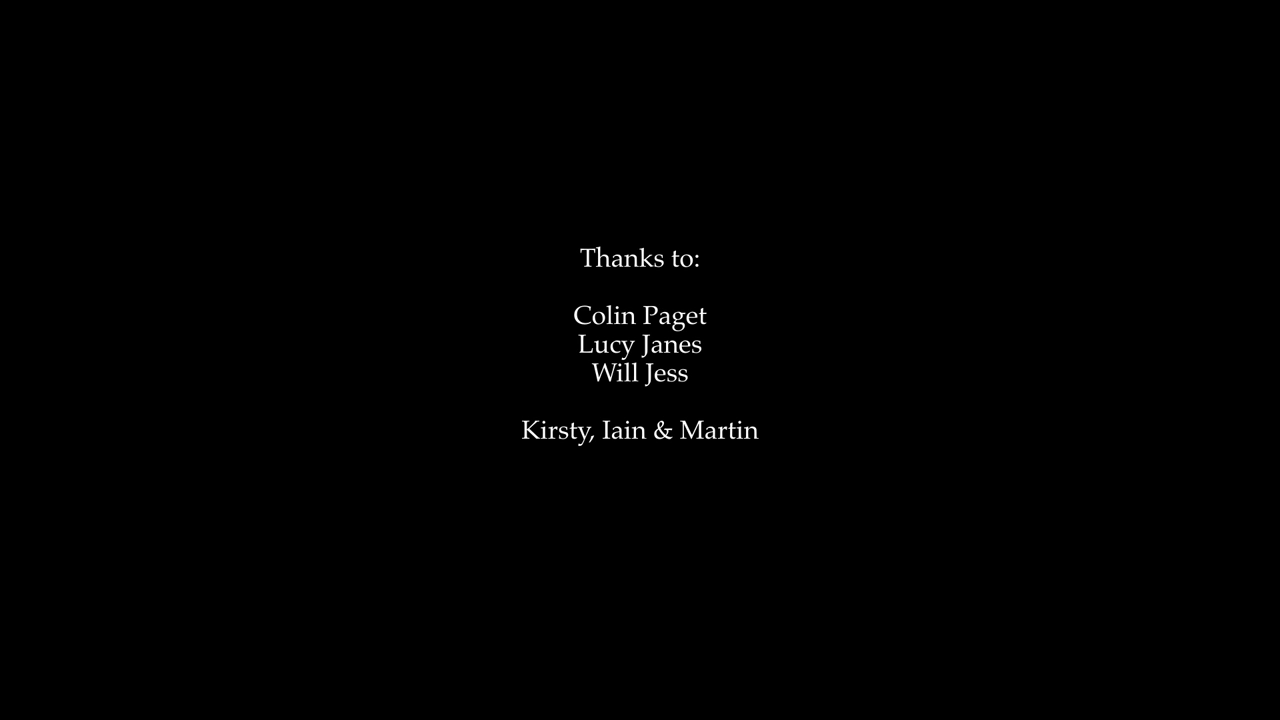 Thanks to:
Colin Paget
Lucy Janes
Will Jess
Kirsty, Iain & Martin